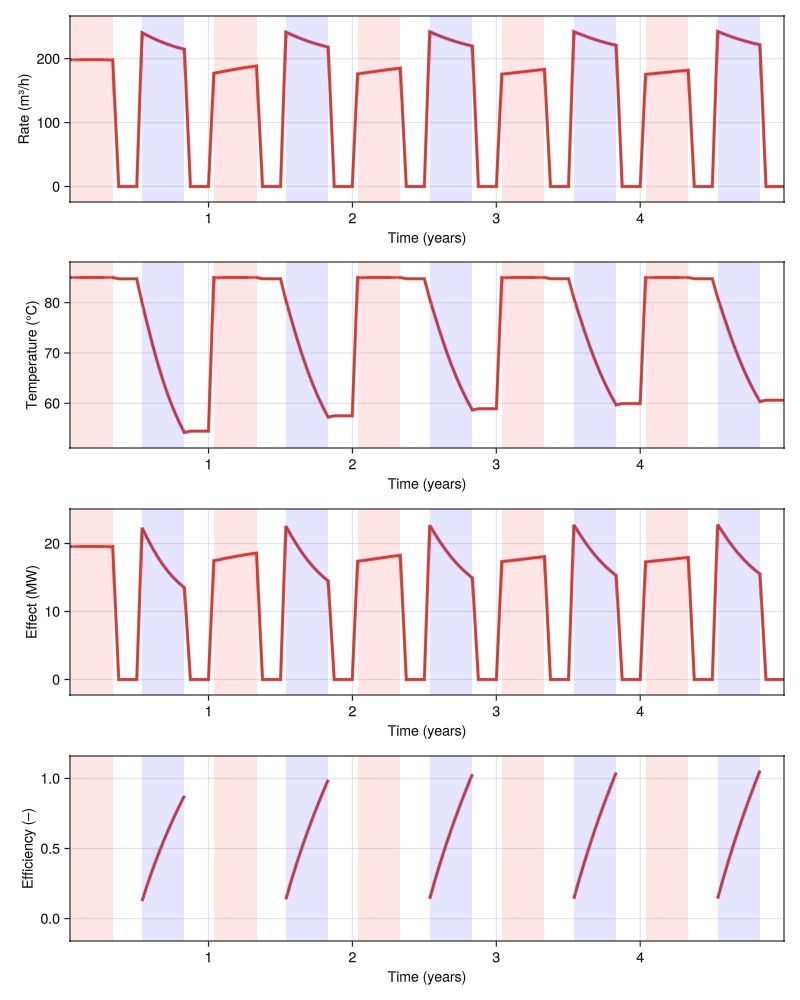 Rate (m³/h)
200
100
0
1 2 3 4
Time (years)
Temperature (°C)
80
70
60
1 2 3 4
Time (years)
Effect (MW)
20
10
0
1 2 3 4
Time (years)
Efficiency (–)
1.0
0.5
0.0
1 2 3 4
Time (years)